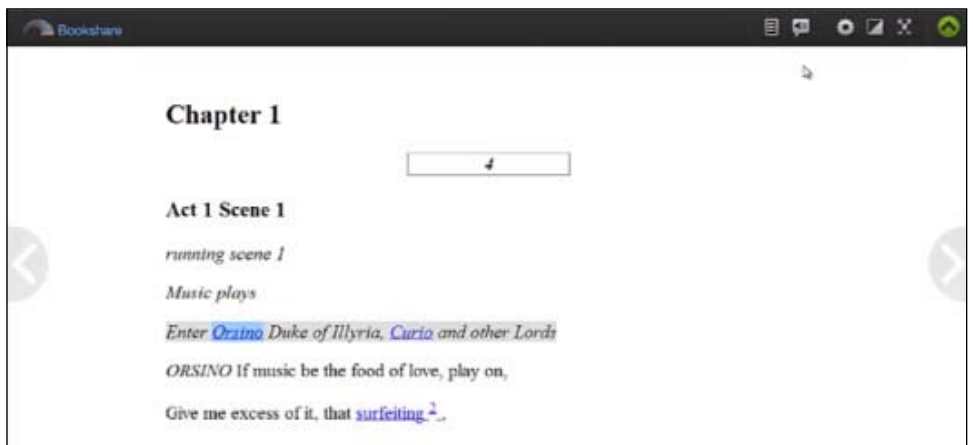 Bookshare
Chapter 1
4
Act 1 Scene 1
running scene 1
Music plays
Enter Orsino Duke of Illyria, Curio and other Lords
ORSINO If music be the food of love, play on,
Give me excess of it, that surfeiting 2 ,